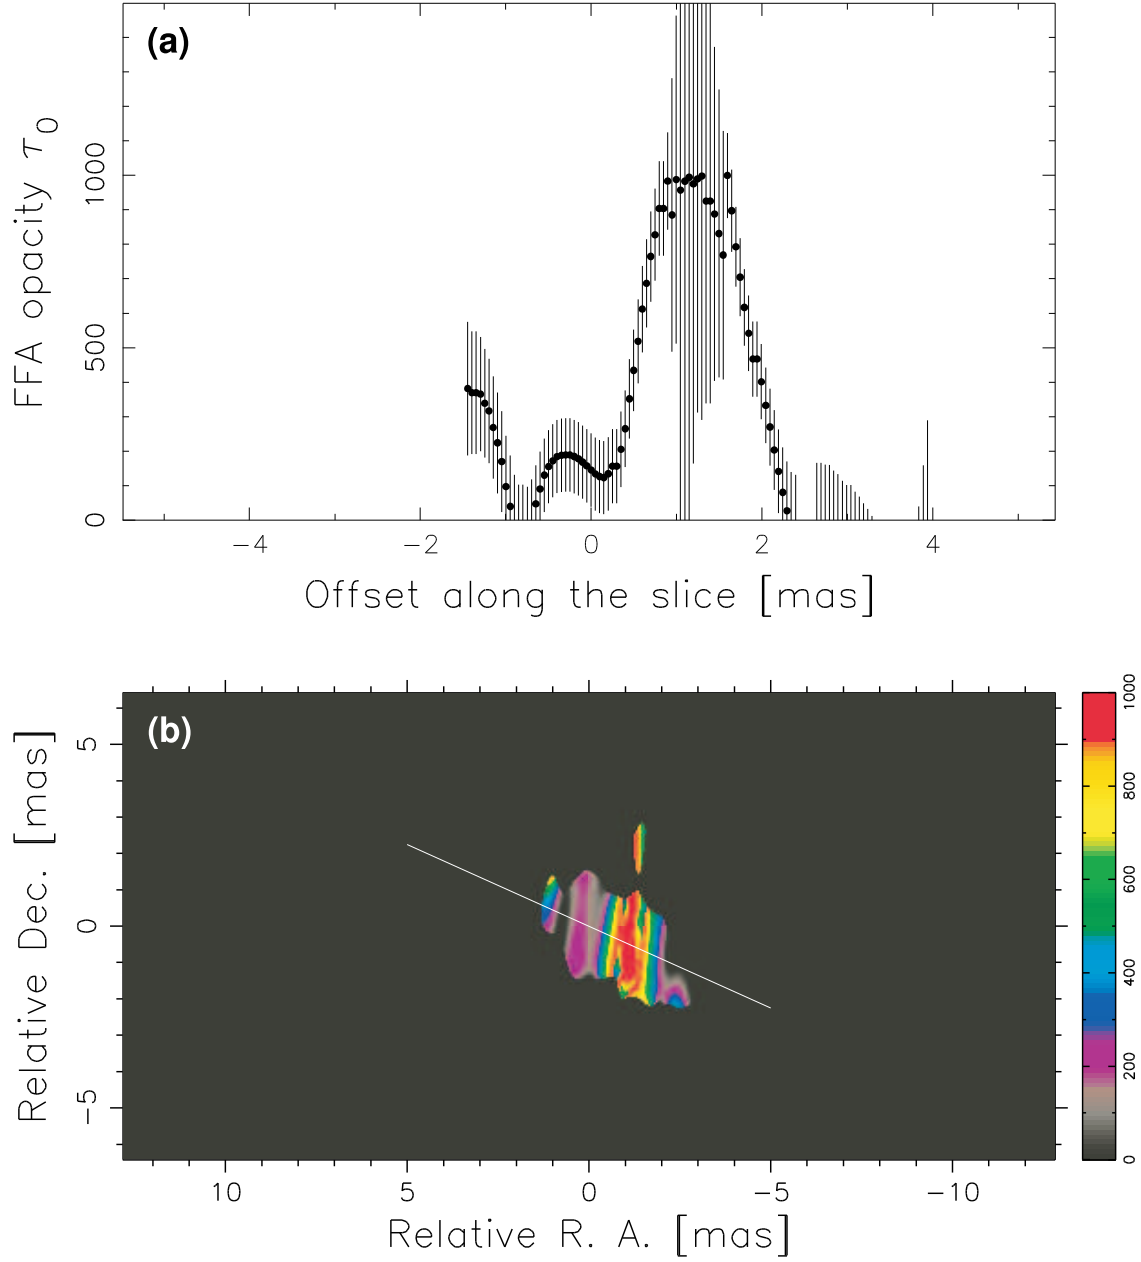 (a)
FFA opacity τ0
1000
500
0
−4 −2 0 2 4
Offset along the slice [mas]
(b)
Relative Dec. [mas]
5
0
−5
10 5 0 −5 −10
Relative R. A. [mas]
1000
800
600
400
200
0